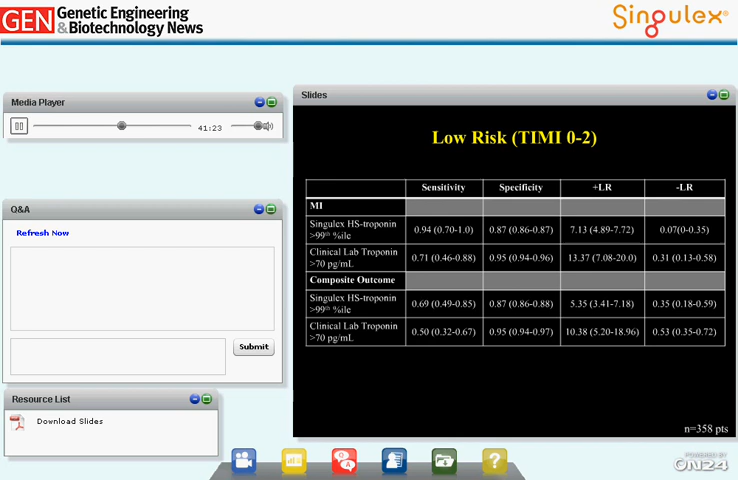 GEN Genetic Engineering
& Biotechnology News
Singulex®
Media Player
41:23
Slides
Low Risk (TIMI 0-2)
Sensitivity Specificity +LR -LR
MI
Singulex HS-troponin
>99th %ile 0.94 (0.70-1.0) 0.87 (0.86-0.87) 7.13 (4.89-7.72) 0.07(0-0.35)
Clinical Lab Troponin
>70 pg/mL 0.71 (0.46-0.88) 0.95 (0.94-0.96) 13.37 (7.08-20.0) 0.31 (0.13-0.58)
Composite Outcome
Singulex HS-troponin
>99th %ile 0.69 (0.49-0.85) 0.87 (0.86-0.88) 5.35 (3.41-7.18) 0.35 (0.18-0.59)
Clinical Lab Troponin
>70 pg/mL 0.50 (0.32-0.67) 0.95 (0.94-0.97) 10.38 (5.20-18.96) 0.53 (0.35-0.72)
n=358 pts
Q&A
Refresh Now
Submit
Resource List
Download Slides
Q
A
?
POWERED BY
ON24